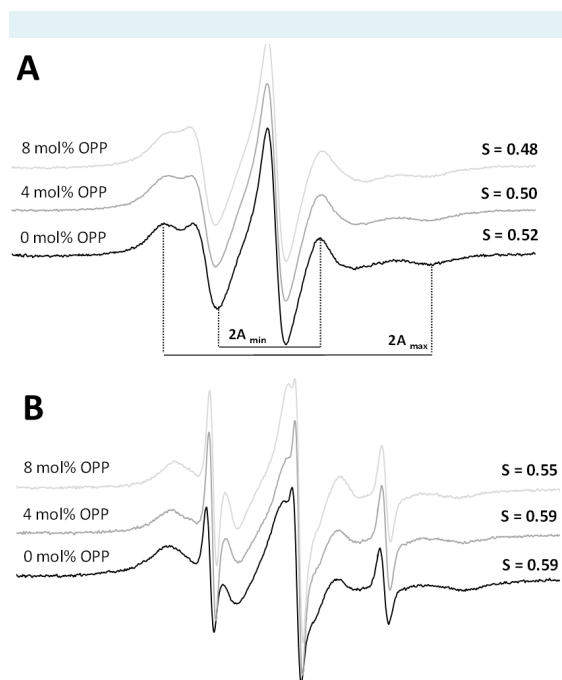 A
8 mol% OPP
S = 0.48
4 mol% OPP
S = 0.50
0 mol% OPP
S = 0.52
2A min
2A max
B
8 mol% OPP
S = 0.55
4 mol% OPP
S = 0.59
0 mol% OPP
S = 0.59